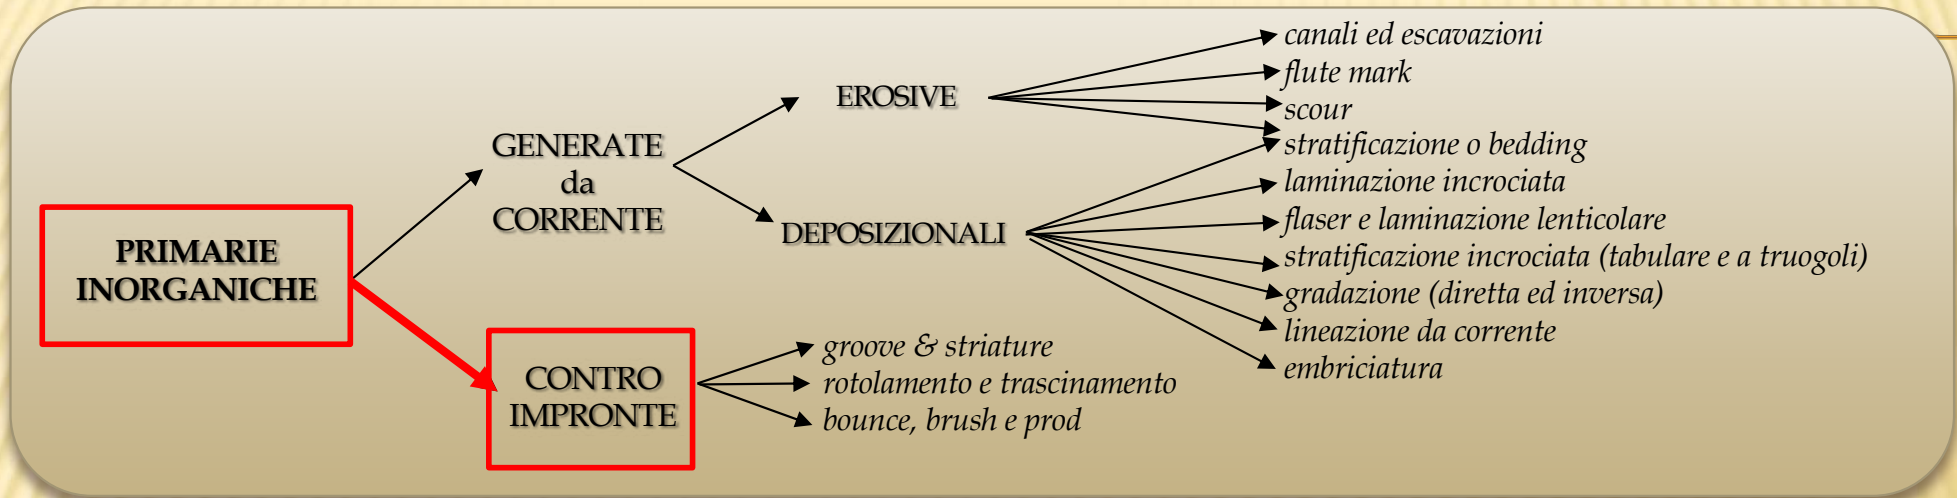 PRIMARIE
INORGANICHE
GENERATE
da
CORRENTE
EROSIVE
canali ed escavazioni
flute mark
scour
DEPOSIZIONALI
stratificazione o bedding
laminazione incrociata
flaser e laminazione lenticolare
stratificazione incrociata (tabulare e a truogoli)
gradazione (diretta ed inversa)
lineazione da corrente
embriciatura
CONTRO
IMPRONTE
groove & striature
rotolamento e trascinamento
bounce, brush e prod